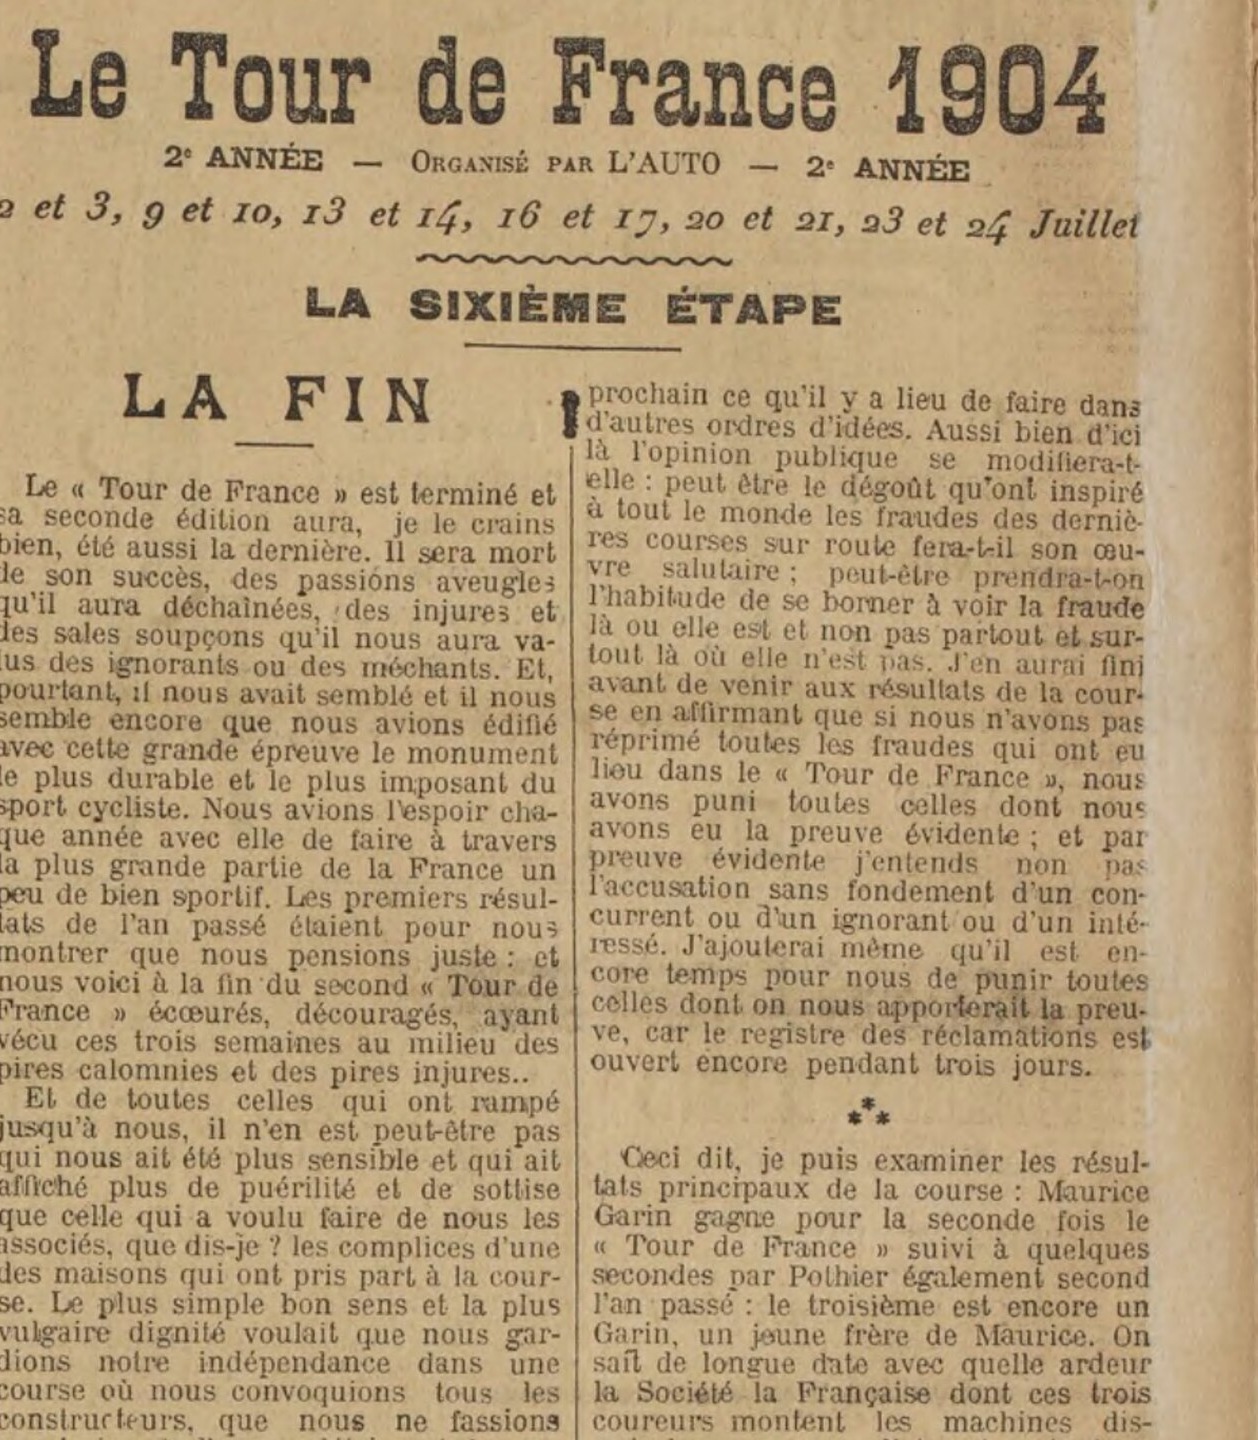 Le Tour de France 1904
2e ANNÉE — ORGANISÉ PAR L'AUTO — 2e ANNÉE
2 et 3, 9 et 10, 13 et 14, 16 et 17, 20 et 21, 23 et 24 Juillet
LA SIXIÈME ÉTAPE
LA FIN
Le « Tour de France » est terminé et
sa seconde édition aura, je le crains
bien, été aussi la dernière. Il sera mort
de son succès, des passions aveugles
qu'il aura déchaînées, des injures et
des sales soupçons qu'il nous aura va-
lus des ignorants ou des méchants. Et,
pourtant, il nous avait semblé et il nous
semble encore que nous avions édifié
avec cette grande épreuve le monument
le plus durable et le plus imposant du
sport cycliste. Nous avions l'espoir cha-
que année avec elle de faire à travers
la plus grande partie de la France un
peu de bien sportif. Les premiers résul-
tats de l'an passé étaient pour nous
montrer que nous pensions juste : et
nous voici à la fin du second « Tour de
France » écœurés, découragés, ayant
vécu ces trois semaines au milieu des
pires calomnies et des pires injures..
Et de toutes celles qui ont rampé
jusqu'à nous, il n'en est peut-être pas
qui nous ait été plus sensible et qui ait
affiché plus de puérilité et de sottise
que celle qui a voulu faire de nous les
associés, que dis-je ? les complices d'une
des maisons qui ont pris part à la cour-
se. Le plus simple bon sens et la plus
vulgaire dignité voulait que nous gar-
dions notre indépendance dans une
course où nous convoquions tous les
constructeurs, que nous ne fassions
prochain ce qu'il y a lieu de faire dans
d'autres ordres d'idées. Aussi bien d'ici
là l'opinion publique se modifiera-t-
elle : peut être le dégoût qu'ont inspiré
à tout le monde les fraudes des derniè-
res courses sur route fera-t-il son œu-
vre salutaire ; peut-être prendra-t-on
l'habitude de se borner à voir la fraude
là ou elle est et non pas partout et sur-
tout là où elle n'est pas. J'en aurai fini
avant de venir aux résultats de la cour-
se en affirmant que si nous n'avons pas
réprimé toutes les fraudes qui ont eu
lieu dans le « Tour de France », nous
avons puni toutes celles dont nous
avons eu la preuve évidente ; et par
preuve évidente j'entends non pas
l'accusation sans fondement d'un con-
current ou d'un ignorant ou d'un inté-
ressé. J'ajouterai même qu'il est en-
core temps pour nous de punir toutes
celles dont on nous apporterait la preu-
ve, car le registre des réclamations est
ouvert encore pendant trois jours.
***
Ceci dit, je puis examiner les résul-
tats principaux de la course : Maurice
Garin gagne pour la seconde fois le
« Tour de France » suivi à quelques
secondes par Pothier également second
l'an passé : le troisième est encore un
Garin, un jeune frère de Maurice. On
sait de longue date avec quelle ardeur
la Société la Française dont ces trois
coureurs montent les machines dis-